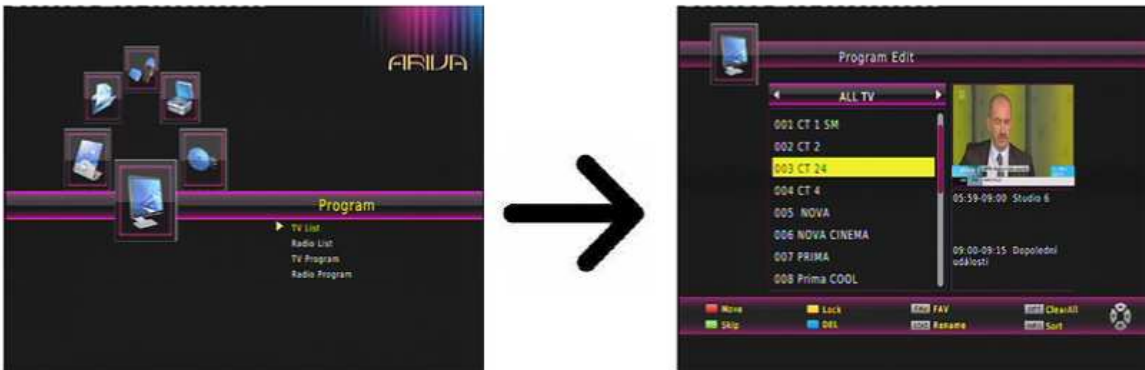 ARIVA
Program
TV List
Radio List
TV Program
Radio Program
Program Edit
ALL TV
001 CT 1 SM
002 CT 2
003 CT 24
004 CT 4
005 NOVA
006 NOVA CINEMA
007 PRIMA
008 Prima COOL
05:59-09:00 Studio 6
09:00-09:15 Dopolední
události
Move Lock FAV FAV ClearAll
Skip DEL Rename Sort